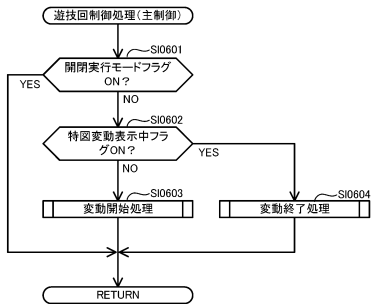 遊技回制御処理(主制御)
SI0601
開閉実行モードフラグ
ON?
YES
NO
SI0602
特図変動表示中フラ
グON?
YES
NO
SI0603
変動開始処理
SI0604
変動終了処理
RETURN